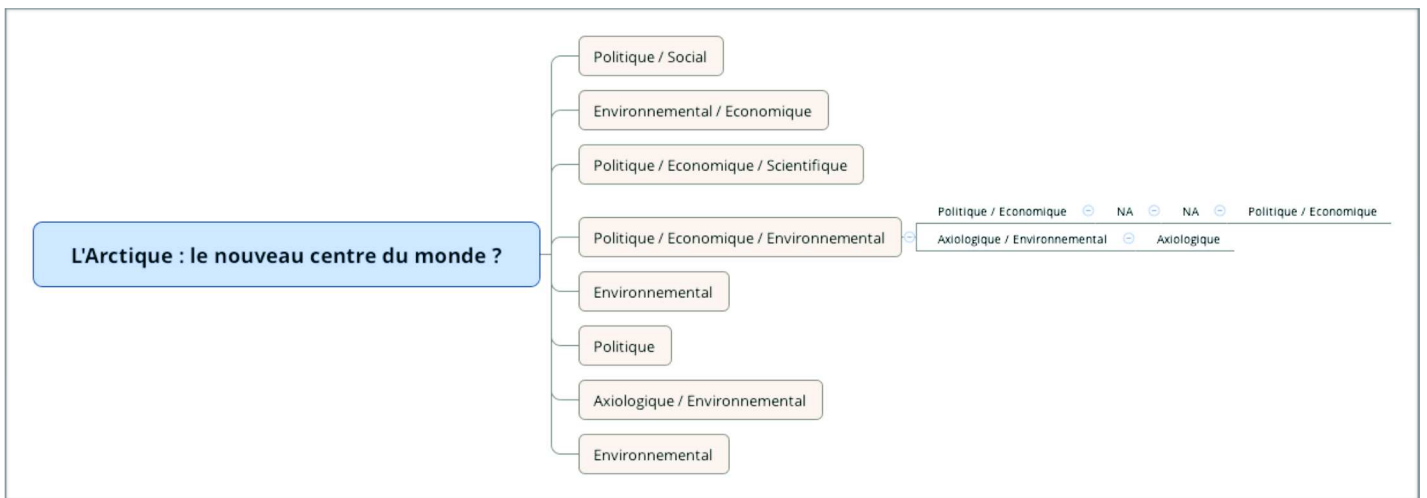 Politique / Social
Environnemental / Economique
Politique / Economique / Scientifique
L'Arctique : le nouveau centre du monde ?
Politique / Economique / Environnemental
Politique / Economique NA NA Politique / Economique
Axiologique / Environnemental Axiologique
Environnemental
Politique
Axiologique / Environnemental
Environnemental